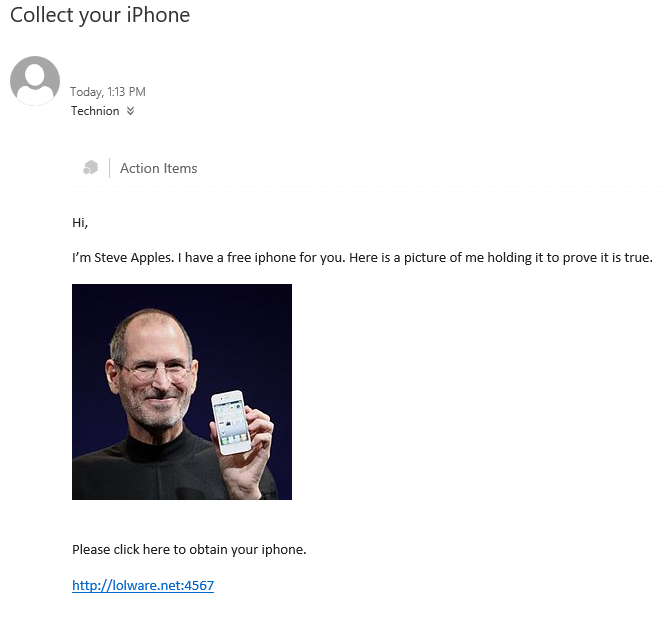 Collect your iPhone
Today, 1:13 PM
Technion
Action Items
Hi,
I'm Steve Apples. I have a free iphone for you. Here is a picture of me holding it to prove it is true.
Please click here to obtain your iphone.
http://lolware.net:4567